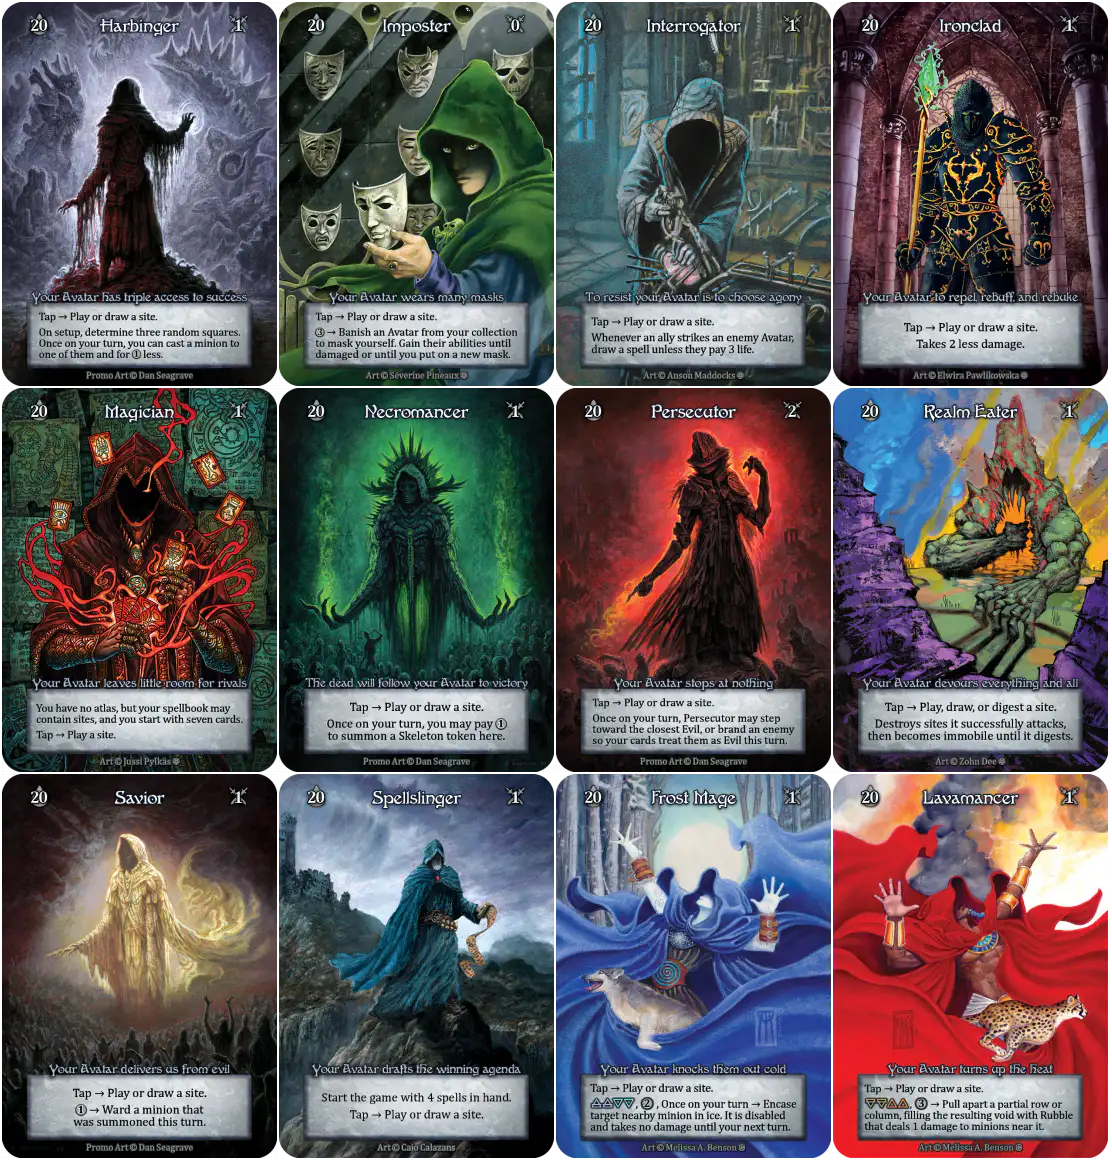 20 Harbinger 1
Your Avatar has triple access to success
Tap → Play or draw a site.
On setup, determine three random squares.
Once on your turn, you can cast a minion to
one of them and for ① less.
Promo Art © Dan Seagrave
20 Imposter 0
Your Avatar wears many masks
Tap → Play or draw a site.
③ → Banish an Avatar from your collection
to mask yourself. Gain their abilities until
damaged or until you put on a new mask.
Art © Séverine Pineaux
20 Interrogator 1
To resist your Avatar is to choose agony
Tap → Play or draw a site.
Whenever an ally strikes an enemy Avatar,
draw a spell unless they pay 3 life.
Art © Anson Maddocks
20 Ironclad 1
Your Avatar to repel, rebuff, and rebuke
Tap → Play or draw a site.
Takes 2 less damage.
Art © Elwira Pawlikowska
20 Magician 1
Your Avatar leaves little room for rivals
You have no atlas, but your spellbook may
contain sites, and you start with seven cards.
Tap → Play a site.
Art © Jussi Pylkäs
20 Necromancer 1
The dead will follow your Avatar to victory
Tap → Play or draw a site.
Once on your turn, you may pay ①
to summon a Skeleton token here.
Promo Art © Dan Seagrave
20 Persecutor 2
Your Avatar stops at nothing
Tap → Play or draw a site.
Once on your turn, Persecutor may step
toward the closest Evil, or brand an enemy
so your cards treat them as Evil this turn.
Promo Art © Dan Seagrave
20 Realm Eater 1
Your Avatar devours everything and all
Tap → Play, draw, or digest a site.
Destroys sites it successfully attacks,
then becomes immobile until it digests.
Art © Zohn Dee
20 Savior 1
Your Avatar delivers us from evil
Tap → Play or draw a site.
① → Ward a minion that
was summoned this turn.
Promo Art © Dan Seagrave
20 Spellslinger 1
Your Avatar drafts the winning agenda
Start the game with 4 spells in hand.
Tap → Play or draw a site.
Art © Caio Calazans
20 Frost Mage 1
Your Avatar knocks them out cold
Tap → Play or draw a site.
②, Once on your turn → Encase
target nearby minion in ice. It is disabled
and takes no damage until your next turn.
Art © Melissa A. Benson
20 Lavamancer 1
Your Avatar turns up the heat
Tap → Play or draw a site.
③ → Pull apart a partial row or
column, filling the resulting void with Rubble
that deals 1 damage to minions near it.
Art © Melissa A. Benson